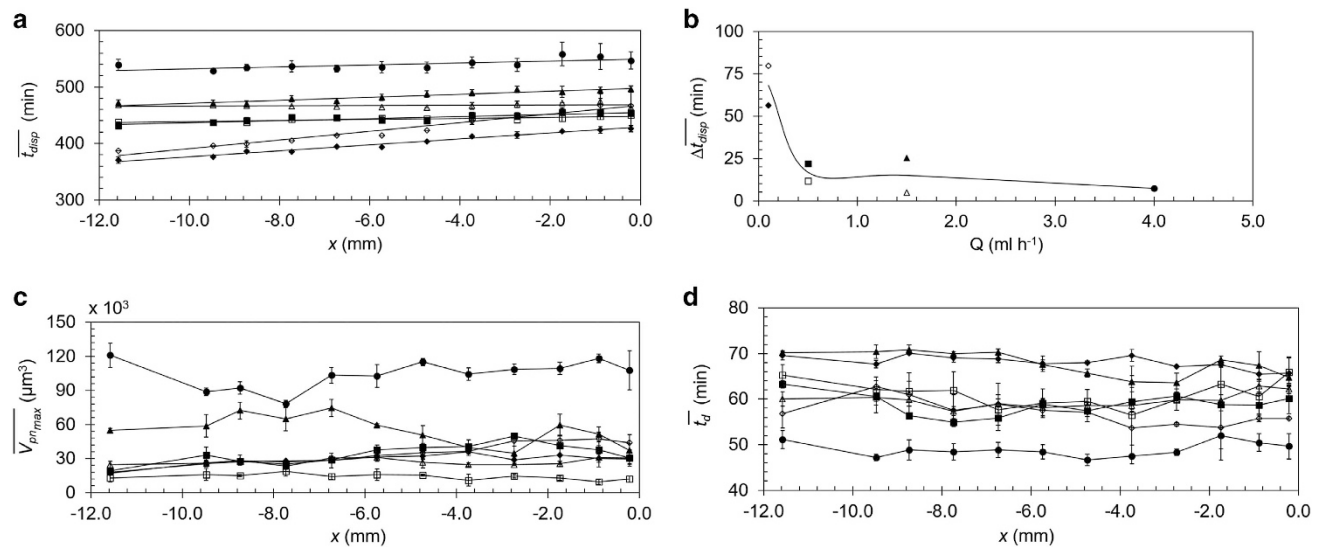 a
600
500
400
300
t_disp (min)
-12.0 -10.0 -8.0 -6.0 -4.0 -2.0 0.0
x (mm)
b
100
75
50
25
0
Δt_disp (min)
0.0 1.0 2.0 3.0 4.0 5.0
Q (ml h⁻¹)
c
x 10³
150
120
90
60
30
0
V_pn_max (µm³)
-12.0 -10.0 -8.0 -6.0 -4.0 -2.0 0.0
x (mm)
d
80
70
60
50
40
t_d (min)
-12.0 -10.0 -8.0 -6.0 -4.0 -2.0 0.0
x (mm)